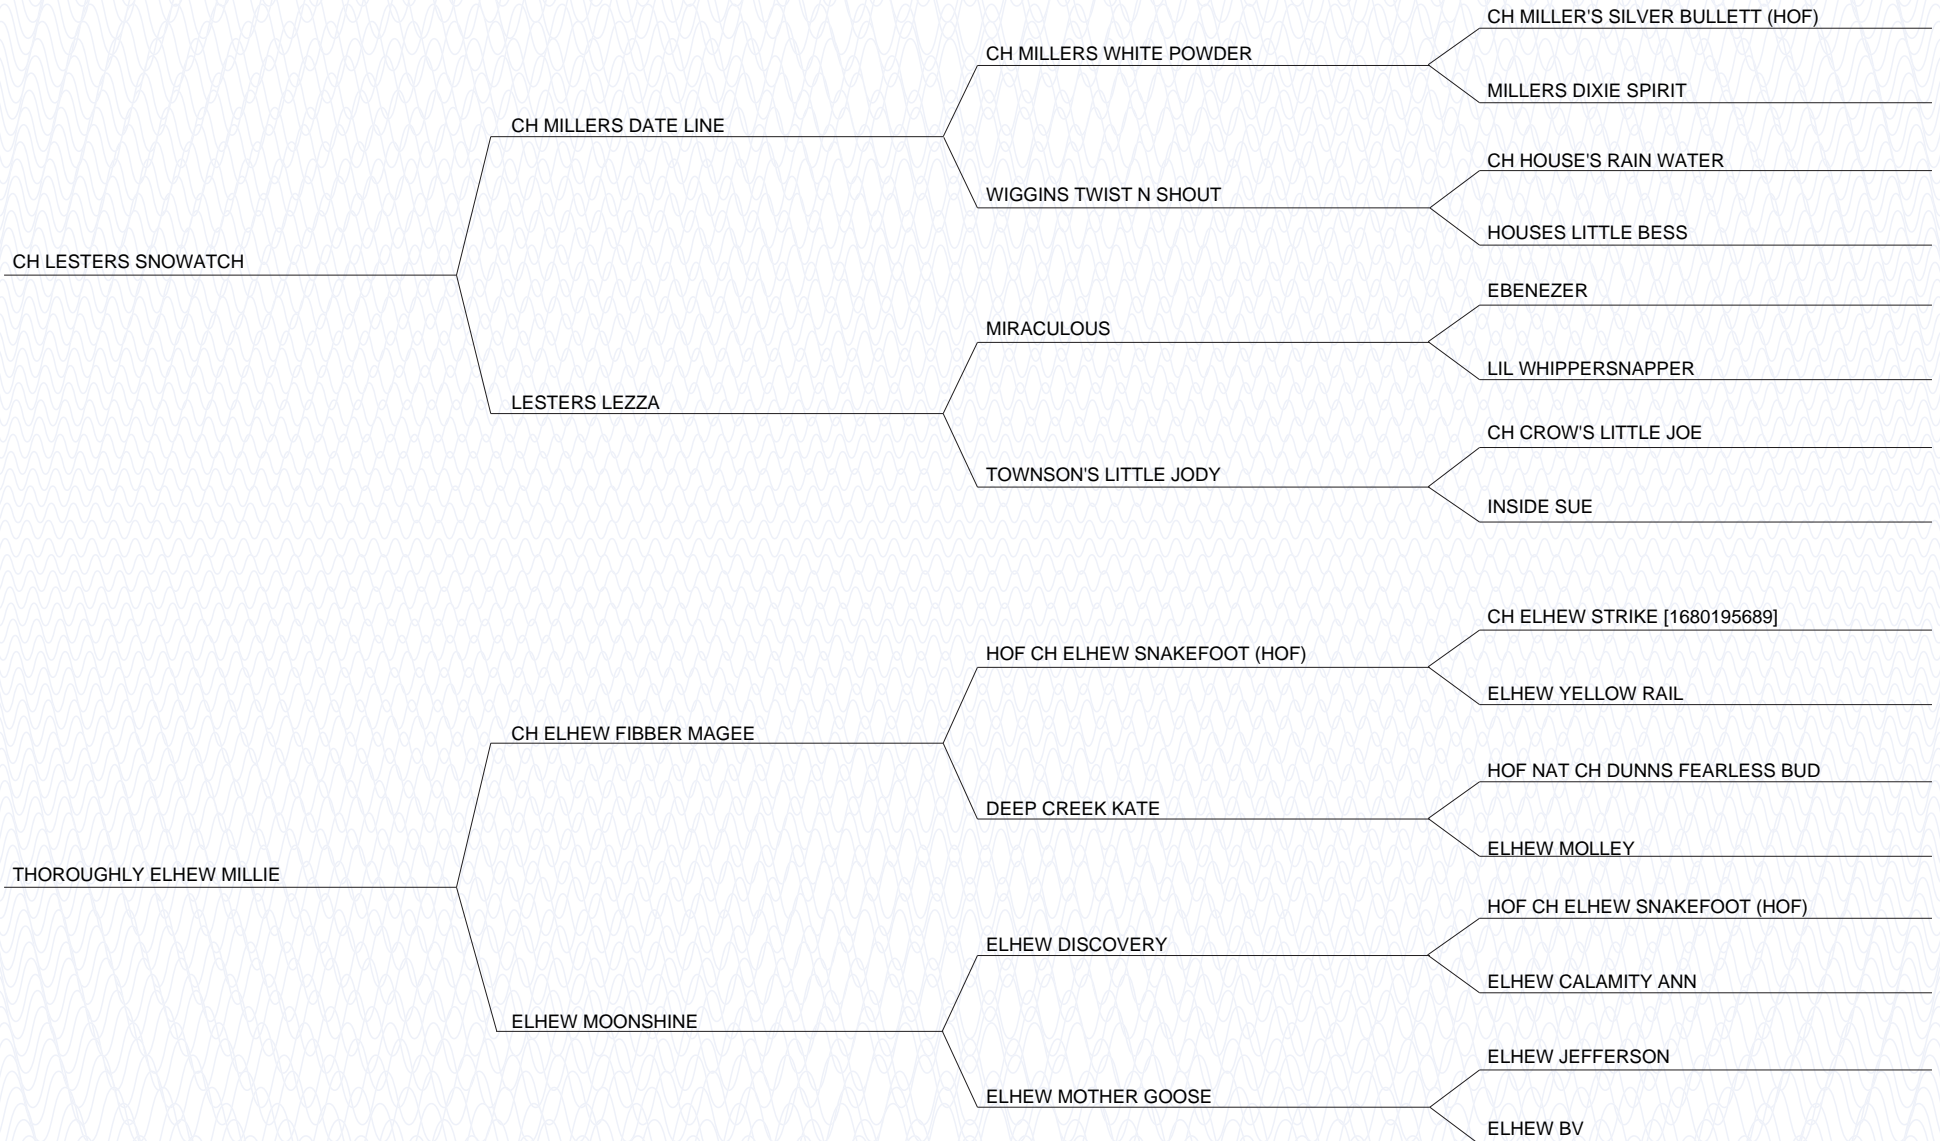 CH MILLER'S SILVER BULLETT (HOF)
CH MILLERS WHITE POWDER
MILLERS DIXIE SPIRIT
CH MILLERS DATE LINE
CH HOUSE'S RAIN WATER
WIGGINS TWIST N SHOUT
HOUSES LITTLE BESS
CH LESTERS SNOWATCH
EBENEZER
MIRACULOUS
LIL WHIPPERSNAPPER
LESTERS LEZZA
CH CROW'S LITTLE JOE
TOWNSON'S LITTLE JODY
INSIDE SUE
CH ELHEW STRIKE [1680195689]
HOF CH ELHEW SNAKEFOOT (HOF)
ELHEW YELLOW RAIL
CH ELHEW FIBBER MAGEE
HOF NAT CH DUNNS FEARLESS BUD
DEEP CREEK KATE
ELHEW MOLLEY
THOROUGHLY ELHEW MILLIE
HOF CH ELHEW SNAKEFOOT (HOF)
ELHEW DISCOVERY
ELHEW CALAMITY ANN
ELHEW MOONSHINE
ELHEW JEFFERSON
ELHEW MOTHER GOOSE
ELHEW BV